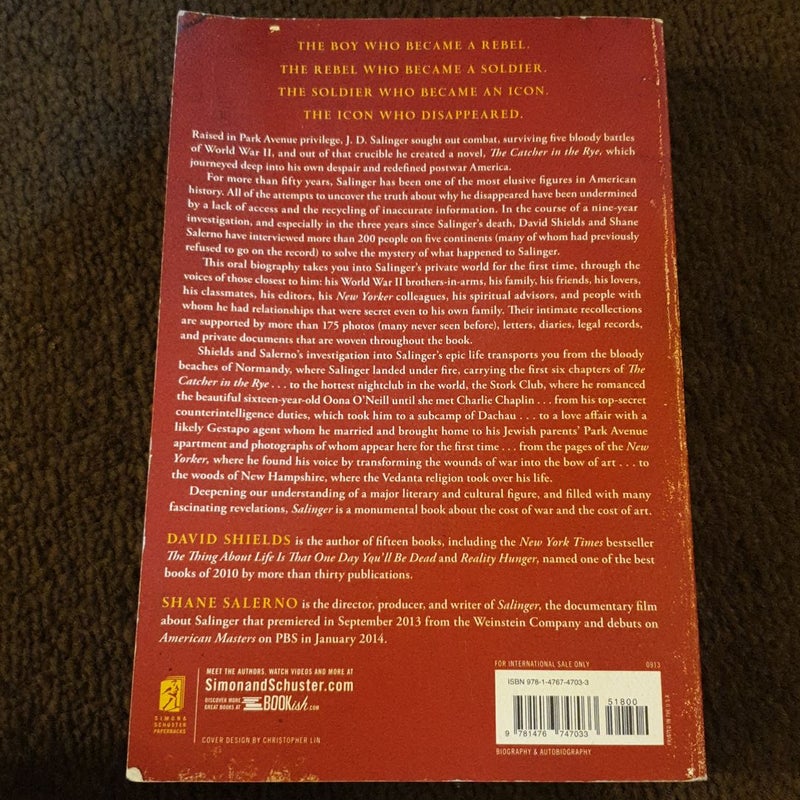 THE BOY WHO BECAME A REBEL.
THE REBEL WHO BECAME A SOLDIER.
THE SOLDIER WHO BECAME AN ICON.
THE ICON WHO DISAPPEARED.
Raised in Park Avenue privilege, J. D. Salinger sought out combat, surviving five bloody battles
of World War II, and out of that crucible he created a novel, The Catcher in the Rye, which
journeyed deep into his own despair and redefined postwar America.
For more than fifty years, Salinger has been one of the most elusive figures in American
history. All of the attempts to uncover the truth about why he disappeared have been undermined
by a lack of access and the recycling of inaccurate information. In the course of a nine-year
investigation, and especially in the three years since Salinger's death, David Shields and Shane
Salerno have interviewed more than 200 people on five continents (many of whom had previously
refused to go on the record) to solve the mystery of what happened to Salinger.
This oral biography takes you into Salinger's private world for the first time, through the
voices of those closest to him: his World War II brothers-in-arms, his family, his friends, his lovers,
his classmates, his editors, his New Yorker colleagues, his spiritual advisors, and people with
whom he had relationships that were secret even to his own family. Their intimate recollections
are supported by more than 175 photos (many never seen before), letters, diaries, legal records,
and private documents that are woven throughout the book.
Shields and Salerno's investigation into Salinger's epic life transports you from the bloody
beaches of Normandy, where Salinger landed under fire, carrying the first six chapters of The
Catcher in the Rye . . . to the hottest nightclub in the world, the Stork Club, where he romanced
the beautiful sixteen-year-old Oona O'Neill until she met Charlie Chaplin . . . from his top-secret
counterintelligence duties, which took him to a subcamp of Dachau . . . to a love affair with a
likely Gestapo agent whom he married and brought home to his Jewish parents' Park Avenue
apartment and photographs of whom appear here for the first time . . . from the pages of the New
Yorker, where he found his voice by transforming the wounds of war into the bow of art . . . to
the woods of New Hampshire, where the Vedanta religion took over his life.
Deepening our understanding of a major literary and cultural figure, and filled with many
fascinating revelations, Salinger is a monumental book about the cost of war and the cost of art.
DAVID SHIELDS is the author of fifteen books, including the New York Times bestseller
The Thing About Life Is That One Day You'll Be Dead and Reality Hunger, named one of the best
books of 2010 by more than thirty publications.
SHANE SALERNO is the director, producer, and writer of Salinger, the documentary film
about Salinger that premiered in September 2013 from the Weinstein Company and debuts on
American Masters on PBS in January 2014.
MEET THE AUTHORS, WATCH VIDEOS AND MORE AT
SimonandSchuster.com
DISCOVER MORE
GREAT BOOKS AT
BOOKish.COM
SIMON &
SCHUSTER
PAPERBACKS
COVER DESIGN BY CHRISTOPHER LIN
FOR INTERNATIONAL SALE ONLY 0913
ISBN 978-1-4767-4703-3
51800
9 781476 747033
BIOGRAPHY & AUTOBIOGRAPHY
PRINTED IN THE U.S.A.